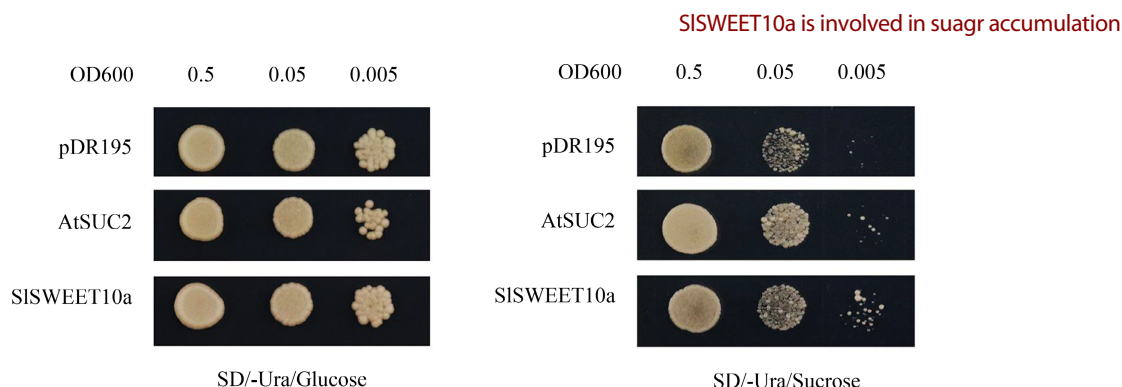 SlSWEET10a is involved in suagr accumulation
OD600 0.5 0.05 0.005
pDR195
AtSUC2
SlSWEET10a
SD/-Ura/Glucose
OD600 0.5 0.05 0.005
pDR195
AtSUC2
SlSWEET10a
SD/-Ura/Sucrose